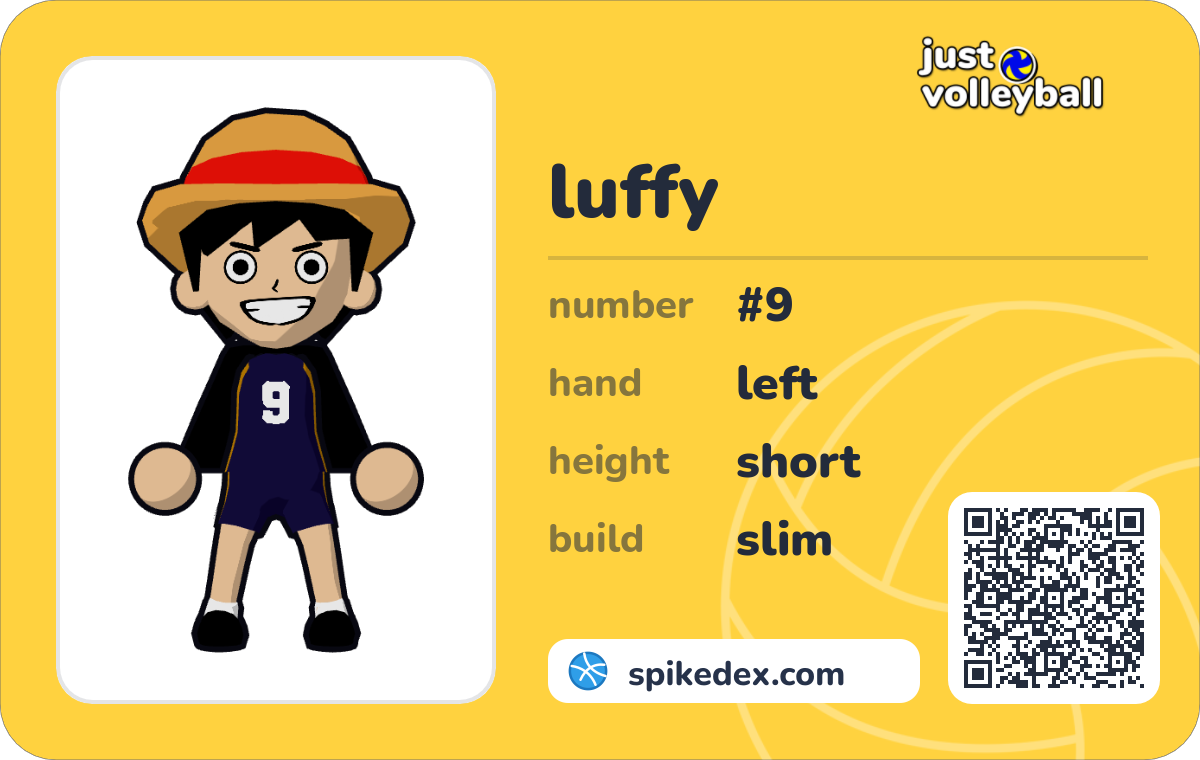 just
volleyball
luffy
number #9
hand left
height short
build slim
9
spikedex.com